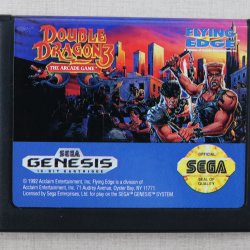 DOUBLE
DRAGON 3
THE ARCADE GAME
FLYING
EDGE
SEGA
GENESIS
16-BIT CARTRIDGE
OFFICIAL
SEGA
SEAL OF
QUALITY
© 1992 Acclaim Entertainment, Inc. Flying Edge is a division of
Acclaim Entertainment, Inc. 71 Audrey Avenue, Oyster Bay, NY 11771
Licensed by Sega Enterprises, Ltd. for play on the SEGA™ GENESIS™ SYSTEM.